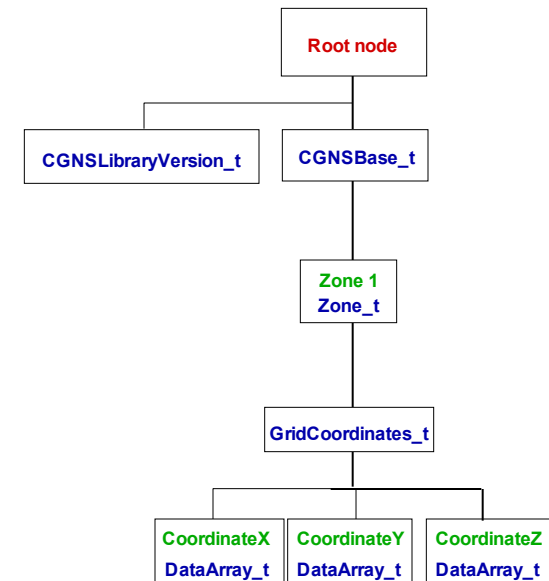 Root node
CGNSLibraryVersion_t
CGNSBase_t
Zone 1
Zone_t
GridCoordinates_t
CoordinateX
DataArray_t
CoordinateY
DataArray_t
CoordinateZ
DataArray_t